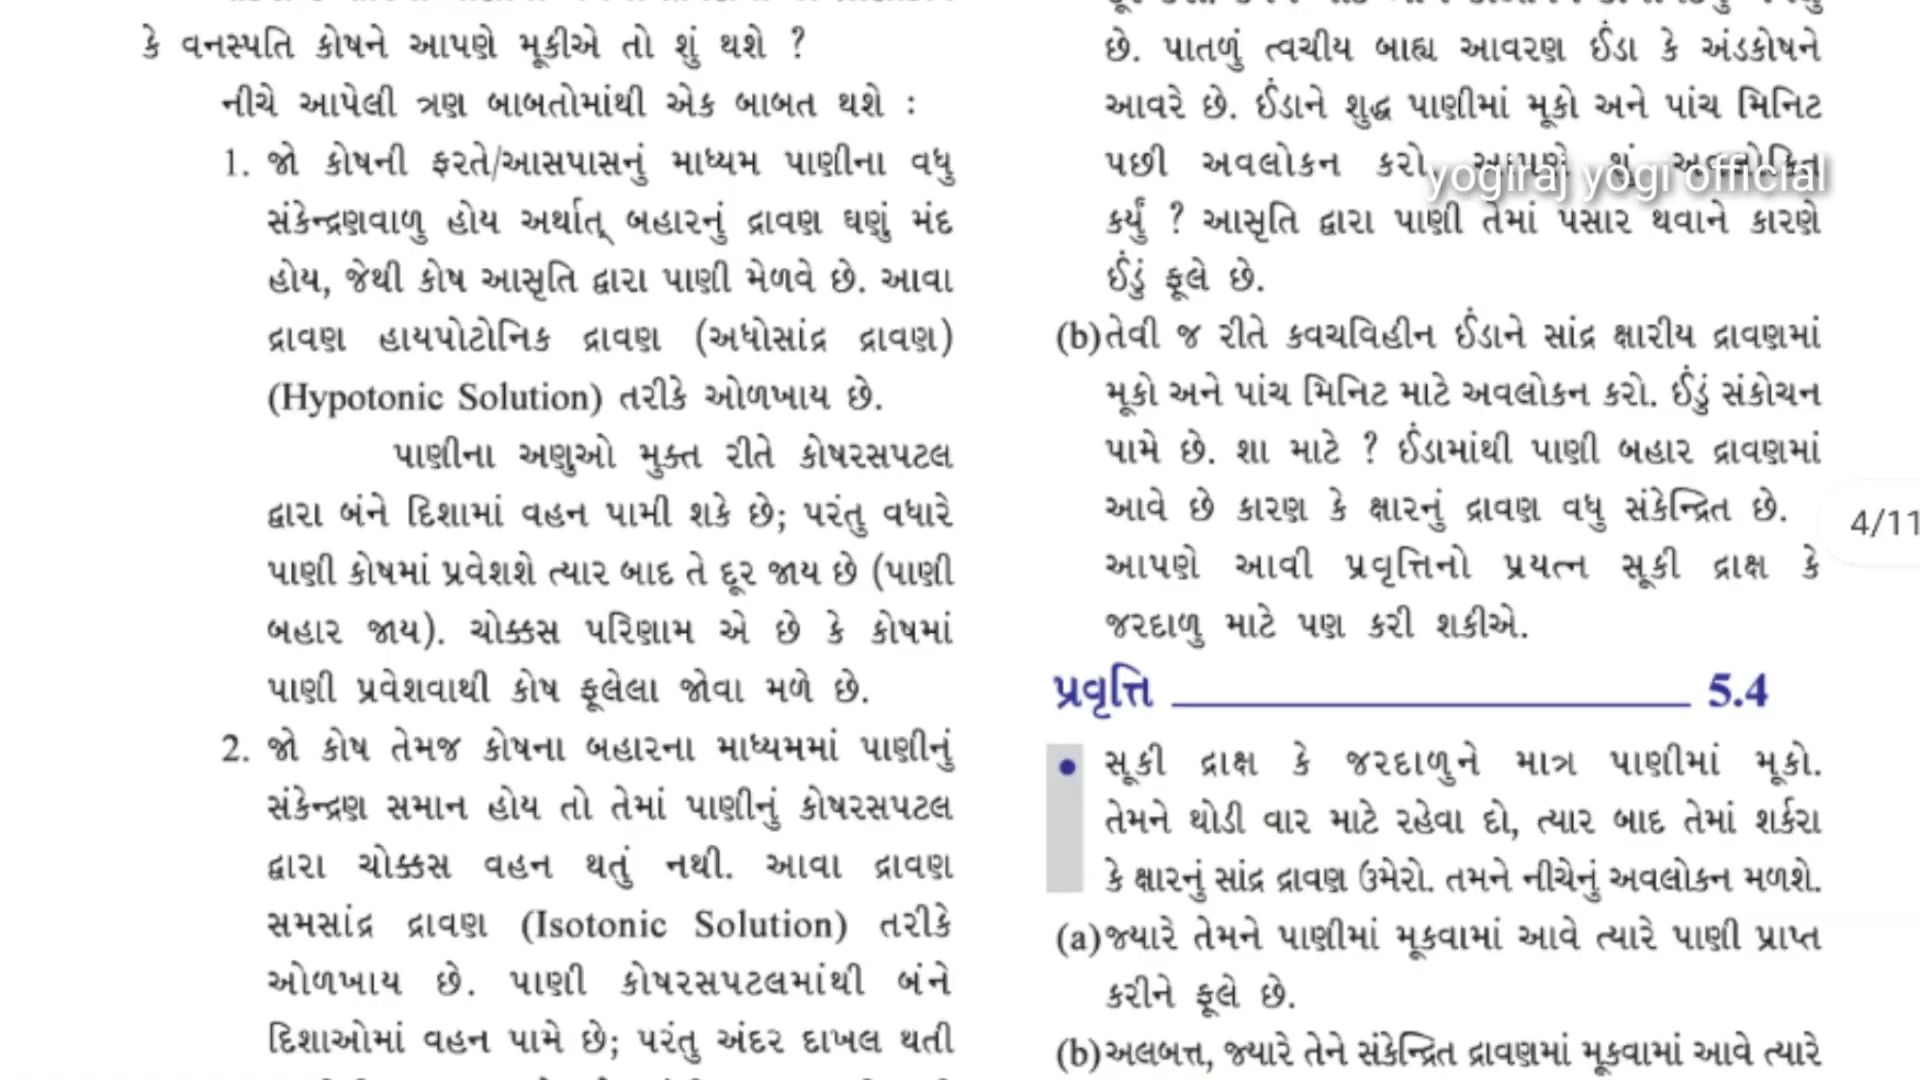 કે વનસ્પતિ કોષને આપણે મૂકીએ તો શું થશે ?
નીચે આપેલી ત્રણ બાબતોમાંથી એક બાબત થશે :
1. જો કોષની ફરતે/આસપાસનું માધ્યમ પાણીના વધુ
સંકેન્દ્રણવાળુ હોય અર્થાત્ બહારનું દ્રાવણ ઘણું મંદ
હોય, જેથી કોષ આસૃતિ દ્વારા પાણી મેળવે છે. આવા
દ્રાવણ હાયપોટોનિક દ્રાવણ (અધોસાંદ્ર દ્રાવણ)
(Hypotonic Solution) તરીકે ઓળખાય છે.
પાણીના અણુઓ મુક્ત રીતે કોષરસપટલ
દ્વારા બંને દિશામાં વહન પામી શકે છે; પરંતુ વધારે
પાણી કોષમાં પ્રવેશશે ત્યાર બાદ તે દૂર જાય છે (પાણી
બહાર જાય). ચોક્કસ પરિણામ એ છે કે કોષમાં
પાણી પ્રવેશવાથી કોષ ફૂલેલા જોવા મળે છે.
2. જો કોષ તેમજ કોષના બહારના માધ્યમમાં પાણીનું
સંકેન્દ્રણ સમાન હોય તો તેમાં પાણીનું કોષરસપટલ
દ્વારા ચોક્કસ વહન થતું નથી. આવા દ્રાવણ
સમસાંદ્ર દ્રાવણ (Isotonic Solution) તરીકે
ઓળખાય છે. પાણી કોષરસપટલમાંથી બંને
દિશાઓમાં વહન પામે છે; પરંતુ અંદર દાખલ થતી
છે. પાતળું ત્વચીય બાહ્ય આવરણ ઈંડા કે અંડકોષને
આવરે છે. ઈંડાને શુદ્ધ પાણીમાં મૂકો અને પાંચ મિનિટ
પછી અવલોકન કરો. આપણે શું અવલોકિત
yogiraj yogi official
કર્યું ? આસૃતિ દ્વારા પાણી તેમાં પસાર થવાને કારણે
ઈંડું ફૂલે છે.
(b) તેવી જ રીતે કવચવિહીન ઈંડાને સાંદ્ર ક્ષારીય દ્રાવણમાં
મૂકો અને પાંચ મિનિટ માટે અવલોકન કરો. ઈંડું સંકોચન
પામે છે. શા માટે ? ઈંડામાંથી પાણી બહાર દ્રાવણમાં
આવે છે કારણ કે ક્ષારનું દ્રાવણ વધુ સંકેન્દ્રિત છે.
4/11
આપણે આવી પ્રવૃત્તિનો પ્રયત્ન સૂકી દ્રાક્ષ કે
જરદાળુ માટે પણ કરી શકીએ.
પ્રવૃત્તિ 5.4
• સૂકી દ્રાક્ષ કે જરદાળુને માત્ર પાણીમાં મૂકો.
તેમને થોડી વાર માટે રહેવા દો, ત્યાર બાદ તેમાં શર્કરા
કે ક્ષારનું સાંદ્ર દ્રાવણ ઉમેરો. તમને નીચેનું અવલોકન મળશે.
(a) જ્યારે તેમને પાણીમાં મૂકવામાં આવે ત્યારે પાણી પ્રાપ્ત
કરીને ફૂલે છે.
(b) અલબત્ત, જ્યારે તેને સંકેન્દ્રિત દ્રાવણમાં મૂકવામાં આવે ત્યારે